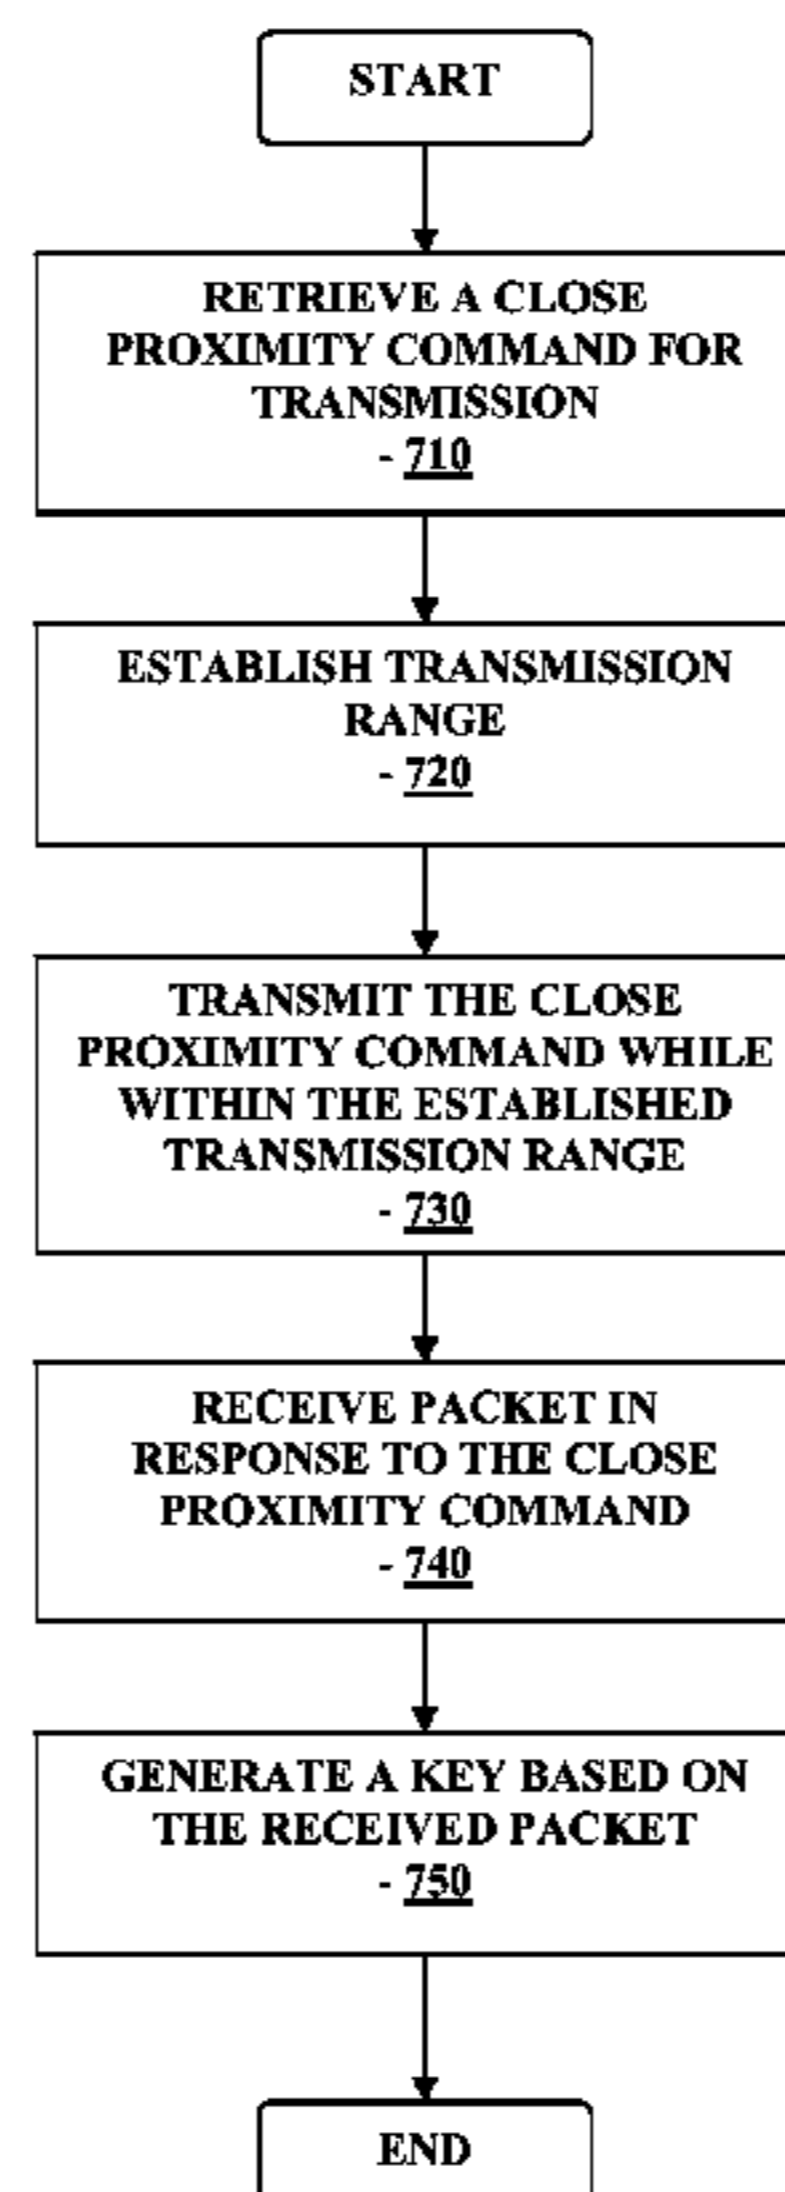 START
RETRIEVE A CLOSE
PROXIMITY COMMAND FOR
TRANSMISSION
- 710
ESTABLISH TRANSMISSION
RANGE
- 720
TRANSMIT THE CLOSE
PROXIMITY COMMAND WHILE
WITHIN THE ESTABLISHED
TRANSMISSION RANGE
- 730
RECEIVE PACKET IN
RESPONSE TO THE CLOSE
PROXIMITY COMMAND
- 740
GENERATE A KEY BASED ON
THE RECEIVED PACKET
- 750
END